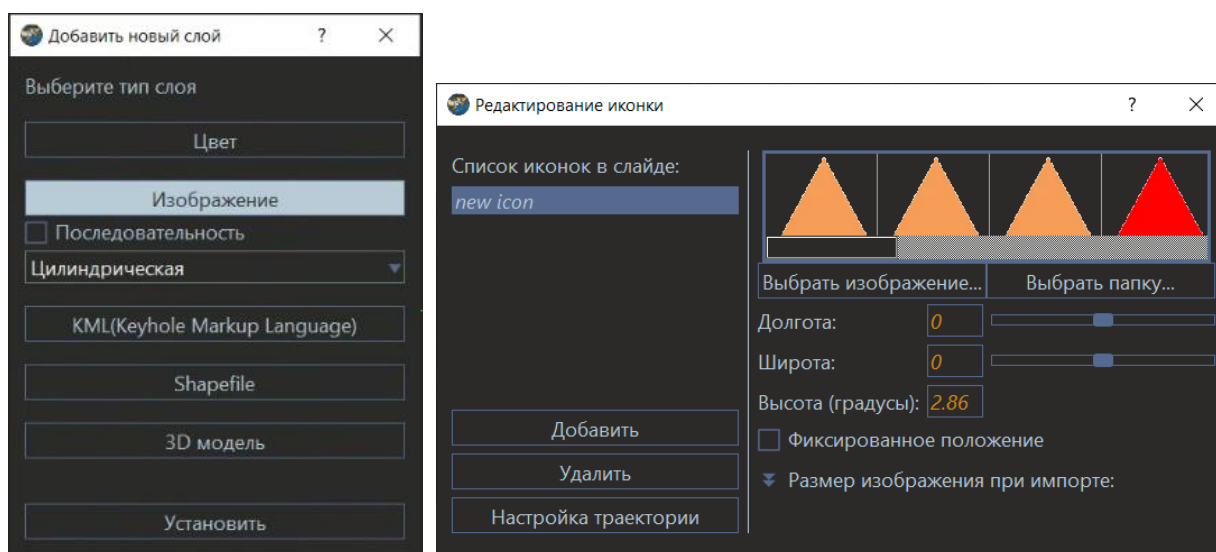 Добавить новый слой
?
Выберите тип слоя
Цвет
Изображение
Последовательность
Цилиндрическая
KML(Keyhole Markup Language)
Shapefile
3D модель
Установить
Редактирование иконки
?
Список иконок в слайде:
new icon
Добавить
Удалить
Настройка траектории
Выбрать изображение... Выбрать папку...
Долгота: 0
Широта: 0
Высота (градусы): 2.86
Фиксированное положение
Размер изображения при импорте: